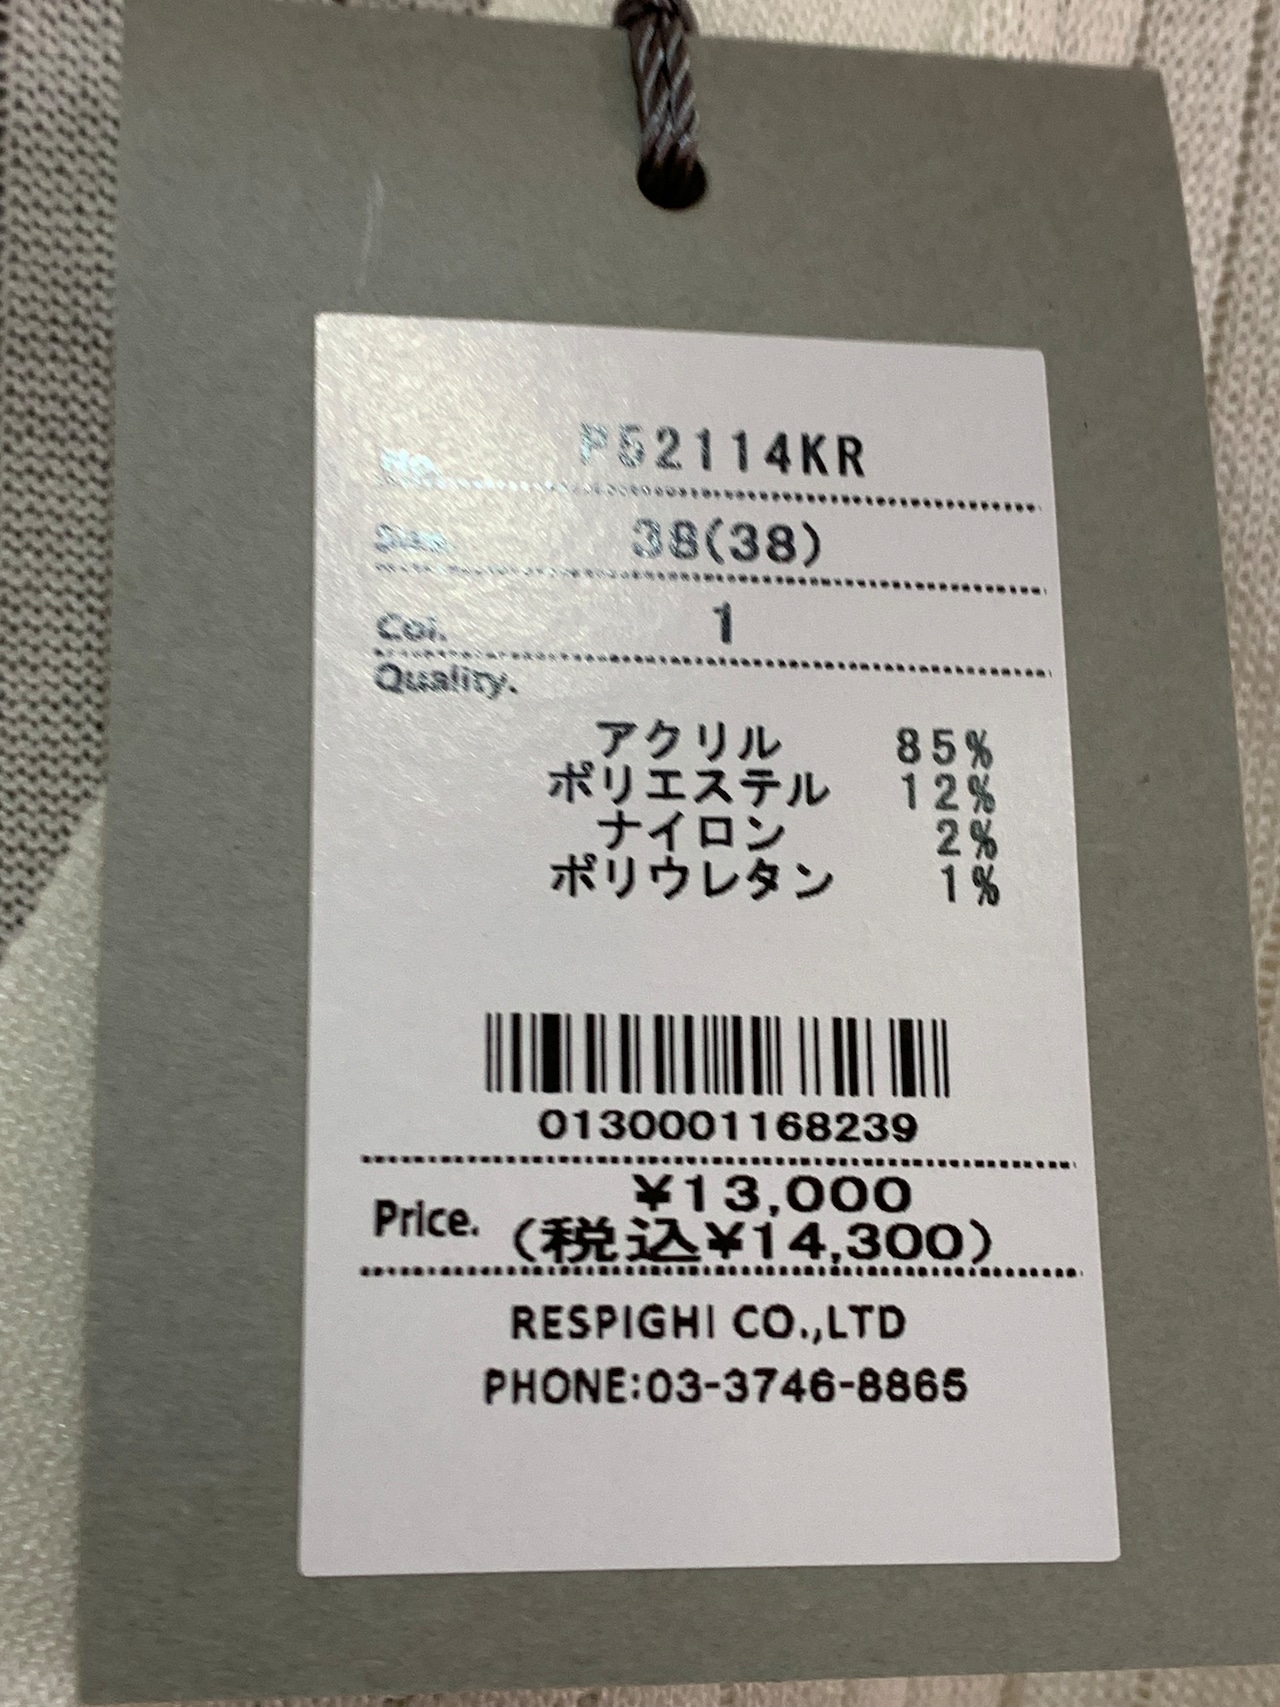 No. P52114KR
Size. 38(38)
Col. 1
Quality.
アクリル 85%
ポリエステル 12%
ナイロン 2%
ポリウレタン 1%
0130001168239
¥13,000
Price. (税込¥14,300)
RESPIGHI CO.,LTD
PHONE:03-3746-8865